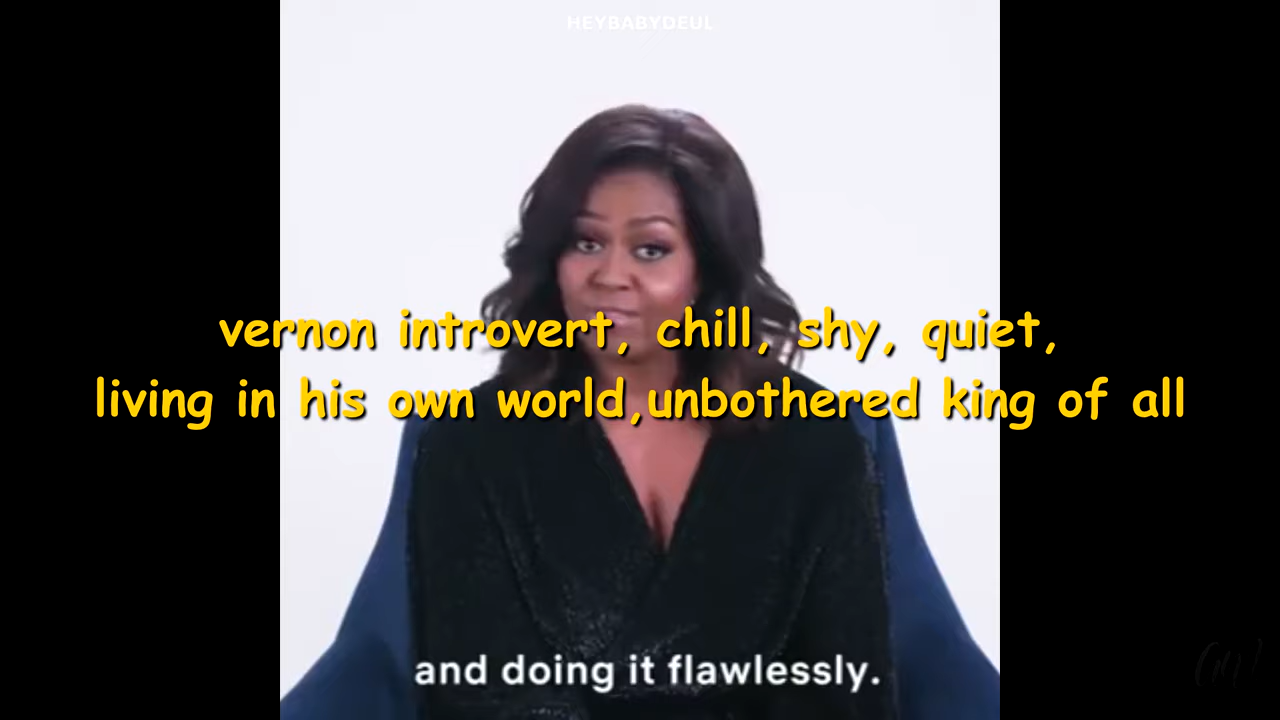 HEYBABYDEUL
vernon introvert, chill, shy, quiet,
living in his own world,unbothered king of all
and doing it flawlessly.